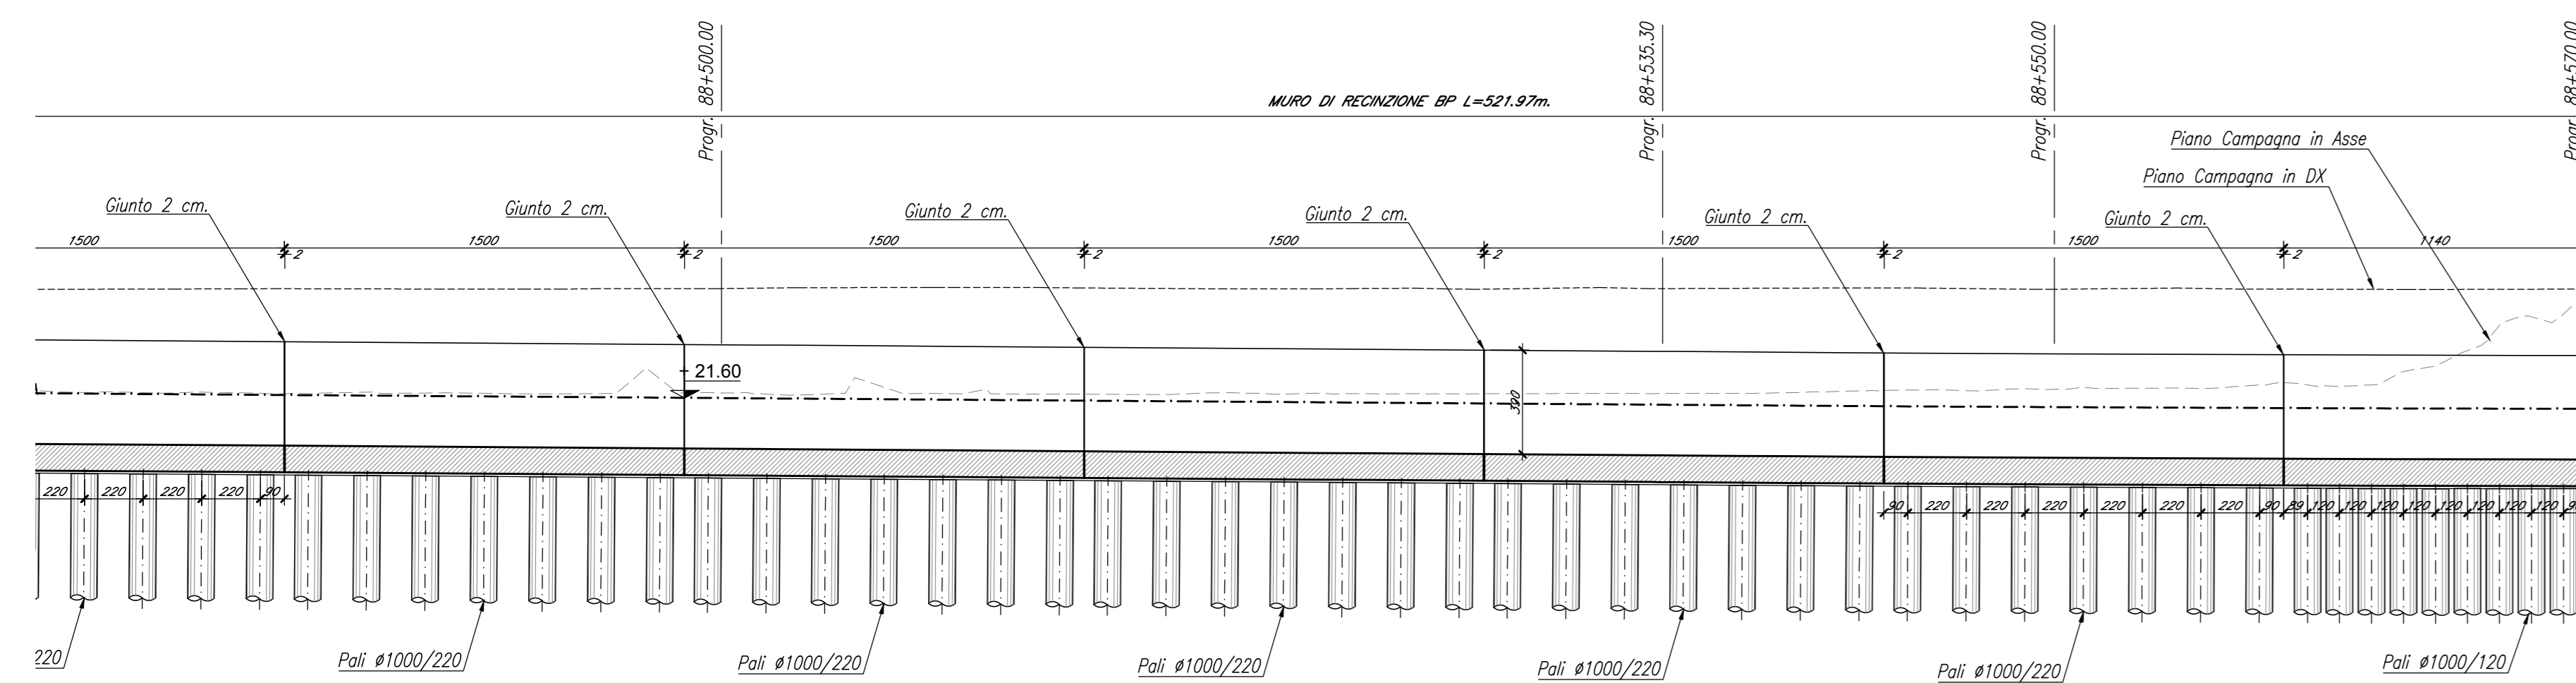 Progr. 88+500.00
Progr. 88+535.30
Progr. 88+550.00
Progr. 88+570.00
MURO DI RECINZIONE BP L=521.97m.
Piano Campagna in Asse
Piano Campagna in DX
Giunto 2 cm.
Giunto 2 cm.
Giunto 2 cm.
Giunto 2 cm.
Giunto 2 cm.
Giunto 2 cm.
1500 1500 1500 1500 1500 1500 1140
2 2 2 2 2 2
21.60
390
220 220 220 220 90
90 220 220 220 220 220 220 90 89 120 120 120 120 120 120 120 120
220
Pali ø1000/220
Pali ø1000/220
Pali ø1000/220
Pali ø1000/220
Pali ø1000/220
Pali ø1000/120